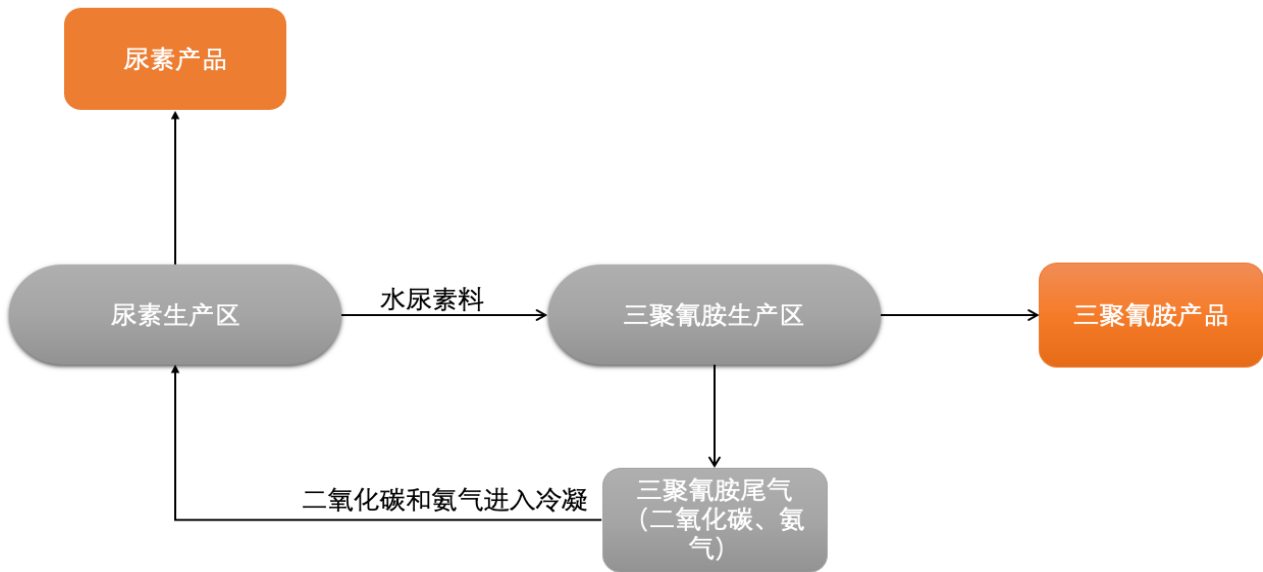 尿素产品
尿素生产区
水尿素料
三聚氰胺生产区
三聚氰胺产品
二氧化碳和氨气进入冷凝
三聚氰胺尾气
（二氧化碳、氨
气）